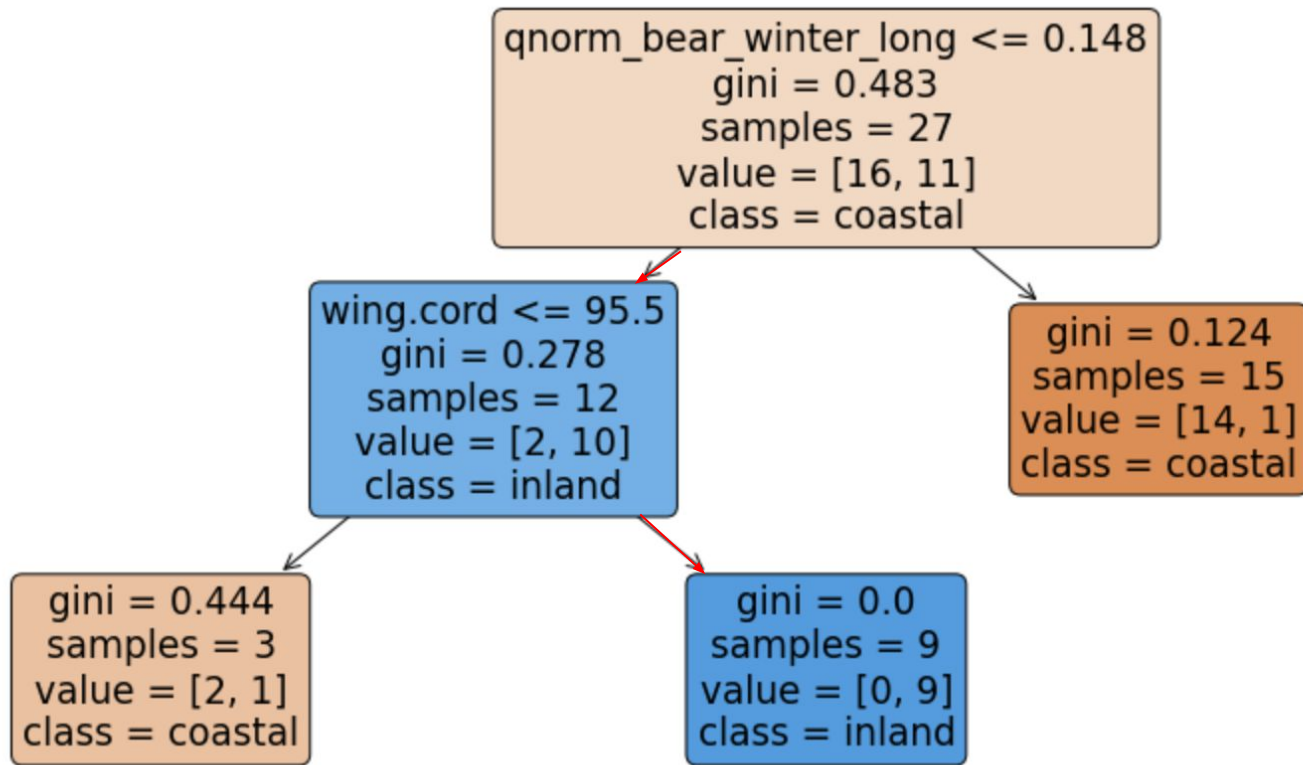 qnorm_bear_winter_long <= 0.148
gini = 0.483
samples = 27
value = [16, 11]
class = coastal
wing.cord <= 95.5
gini = 0.278
samples = 12
value = [2, 10]
class = inland
gini = 0.124
samples = 15
value = [14, 1]
class = coastal
gini = 0.444
samples = 3
value = [2, 1]
class = coastal
gini = 0.0
samples = 9
value = [0, 9]
class = inland